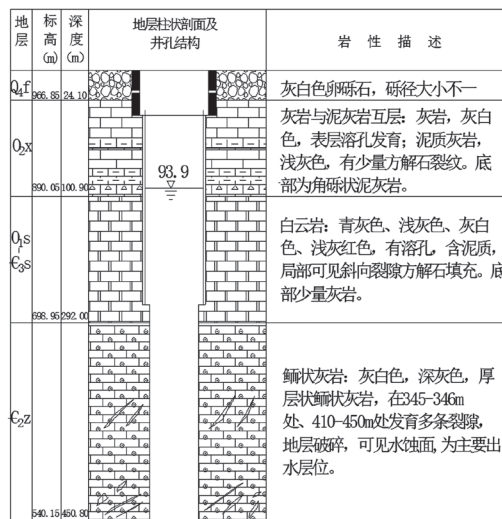 地层
标高(m)
深度(m)
地层柱状剖面及
井孔结构
岩性描述
Q₄f
966.85
24.10
灰白色卵砾石,砾径大小不一
O₂X
890.05
100.90
93.9
灰岩与泥灰岩互层:灰岩,灰白
色,表层溶孔发育;泥质灰岩,
浅灰色,有少量方解石裂纹。底
部为角砾状泥灰岩。
O₁s
-
Є₃s
698.95
292.00
白云岩:青灰色、浅灰色、灰白
色、浅灰红色,有溶孔,含泥质,
局部可见斜向裂隙方解石填充。底
部少量灰岩。
Є₂Z
540.15
450.80
鲕状灰岩:灰白色,深灰色,厚
层状鲕状灰岩,在345-346m
处、410-450m处发育多条裂隙,
地层破碎,可见水蚀面,为主要出
水层位。